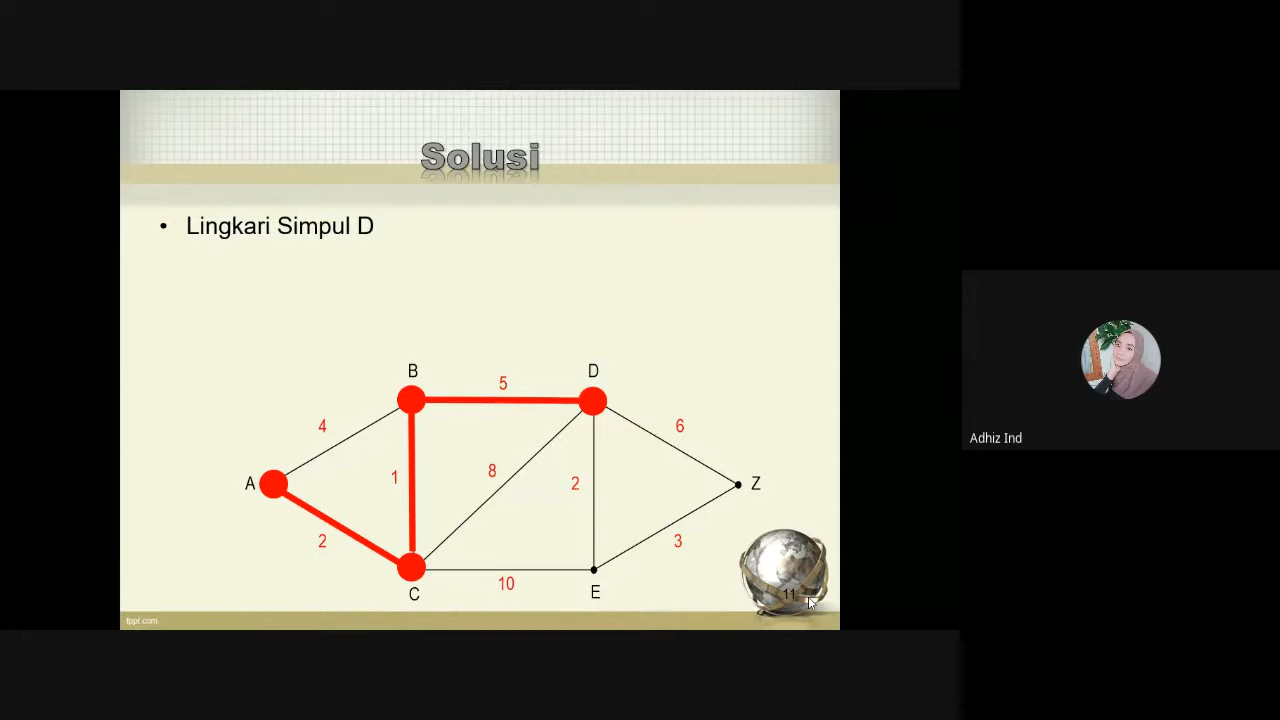 Solusi
• Lingkari Simpul D
B
5
D
4
6
1
8
2
A
Z
2
3
10
C
E
11
fppt.com
Adhiz Ind